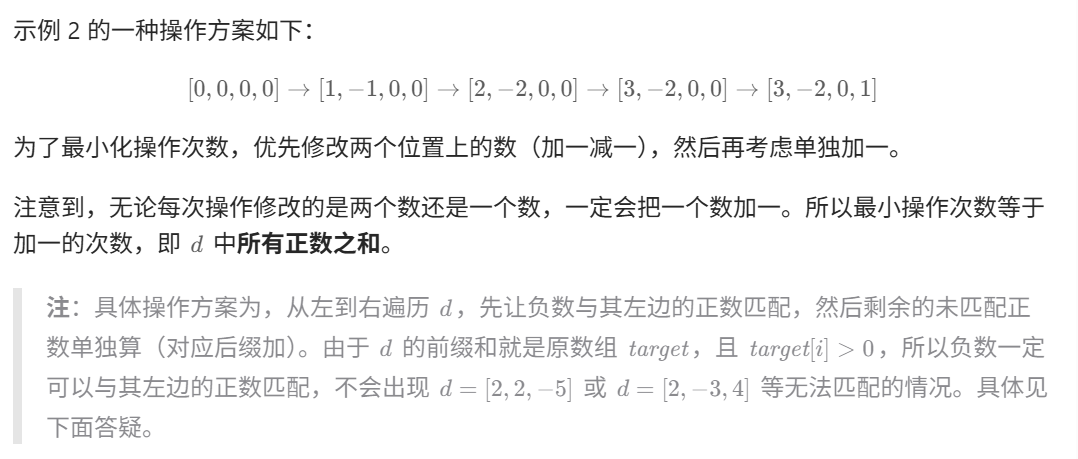 示例 2 的一种操作方案如下：
[0, 0, 0, 0] → [1, −1, 0, 0] → [2, −2, 0, 0] → [3, −2, 0, 0] → [3, −2, 0, 1]
为了最小化操作次数，优先修改两个位置上的数（加一减一），然后再考虑单独加一。
注意到，无论每次操作修改的是两个数还是一个数，一定会把一个数加一。所以最小操作次数等于
加一的次数，即 d 中所有正数之和。
注：具体操作方案为，从左到右遍历 d，先让负数与其左边的正数匹配，然后剩余的未匹配正
数单独算（对应后缀加）。由于 d 的前缀和就是原数组 target，且 target[i] > 0，所以负数一定
可以与其左边的正数匹配，不会出现 d = [2, 2, −5] 或 d = [2, −3, 4] 等无法匹配的情况。具体见
下面答疑。